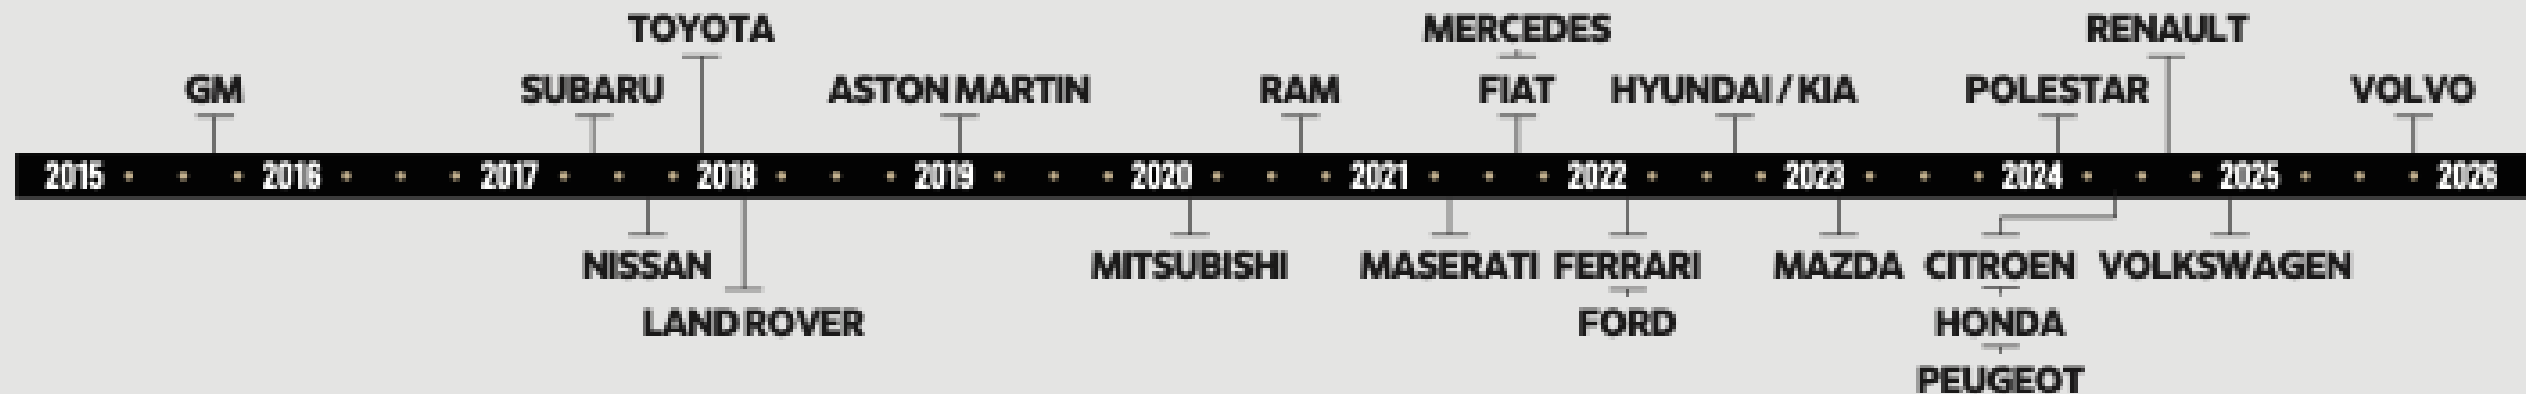 TOYOTA MERCEDES RENAULT
GM SUBARU ASTON MARTIN RAM FIAT HYUNDAI / KIA POLESTAR VOLVO
2015 2016 2017 2018 2019 2020 2021 2022 2023 2024 2025 2026
NISSAN MITSUBISHI MASERATI FERRARI MAZDA CITROEN VOLKSWAGEN
LAND ROVER FORD HONDA
PEUGEOT